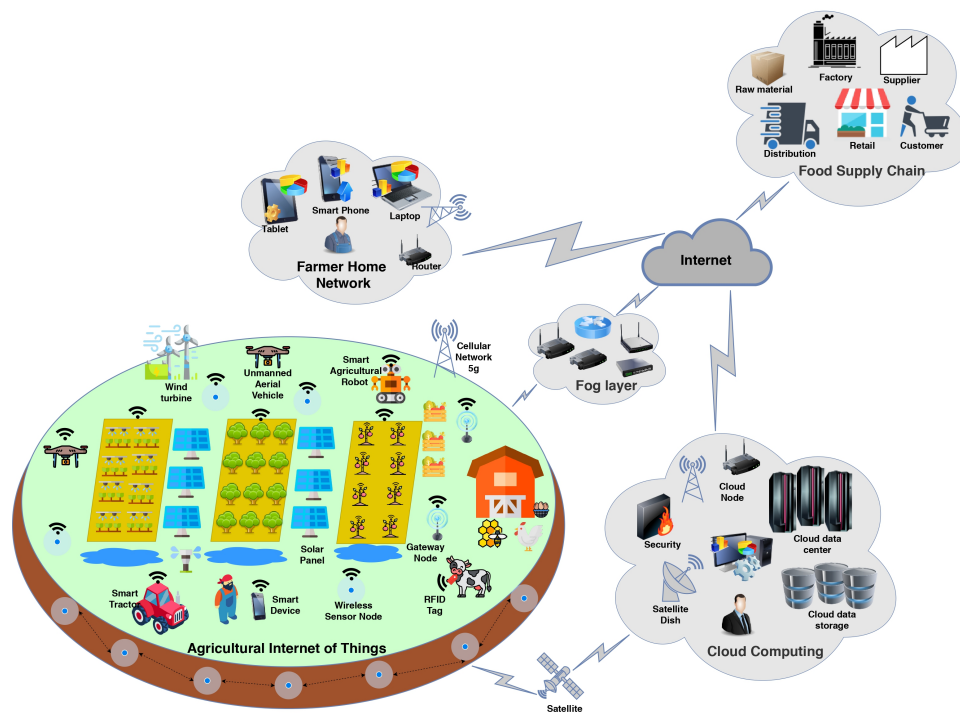 Raw material
Factory
Supplier
Distribution
Retail
Customer
Food Supply Chain
Tablet
Smart Phone
Laptop
Router
Farmer Home
Network
Internet
Fog layer
Wind
turbine
Unmanned
Aerial
Vehicle
Smart
Agricultural
Robot
Cellular
Network
5g
Solar
Panel
Gateway
Node
Smart
Tractor
Smart
Device
Wireless
Sensor Node
RFID
Tag
Agricultural Internet of Things
Satellite
Cloud
Node
Security
Cloud data
center
Satellite
Dish
Cloud data
storage
Cloud Computing